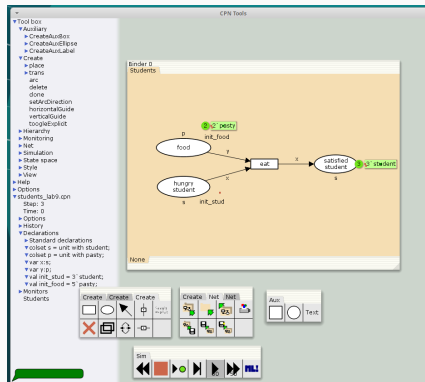 CPN Tools
Tool box
Auxiliary
CreateAuxBox
CreateAuxEllipse
CreateAuxLabel
Create
place
trans
arc
delete
clone
setArcDirection
horizontalGuide
verticalGuide
toogleExplicit
Hierarchy
Monitoring
Net
Simulation
State space
Style
View
Help
Options
students_lab9.cpn
Step: 3
Time: 0
Options
History
Declarations
Standard declarations
colset s = unit with student;
colset p = unit with pasty;
var x:s;
var y:p;
val init_stud = 3`student;
val init_food = 5`pasty;
Monitors
Students
Binder 0
Students
2 2`pasty
p init_food
food
y
eat
x
satisfied
student
3 3`student
s
hungry
student
x
s init_stud
None
Create Create Create
Create Net Net
Aux
Text
Sim
ML!